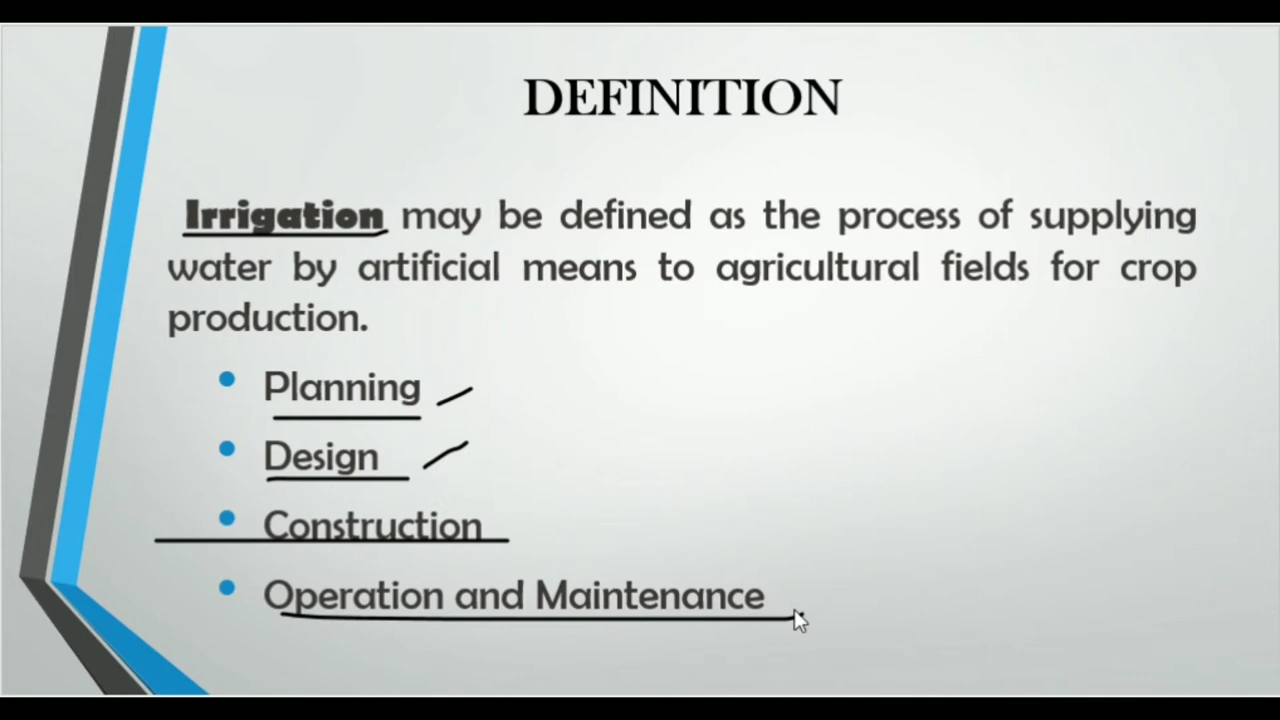 DEFINITION
Irrigation may be defined as the process of supplying
water by artificial means to agricultural fields for crop
production.
• Planning
• Design
• Construction
• Operation and Maintenance